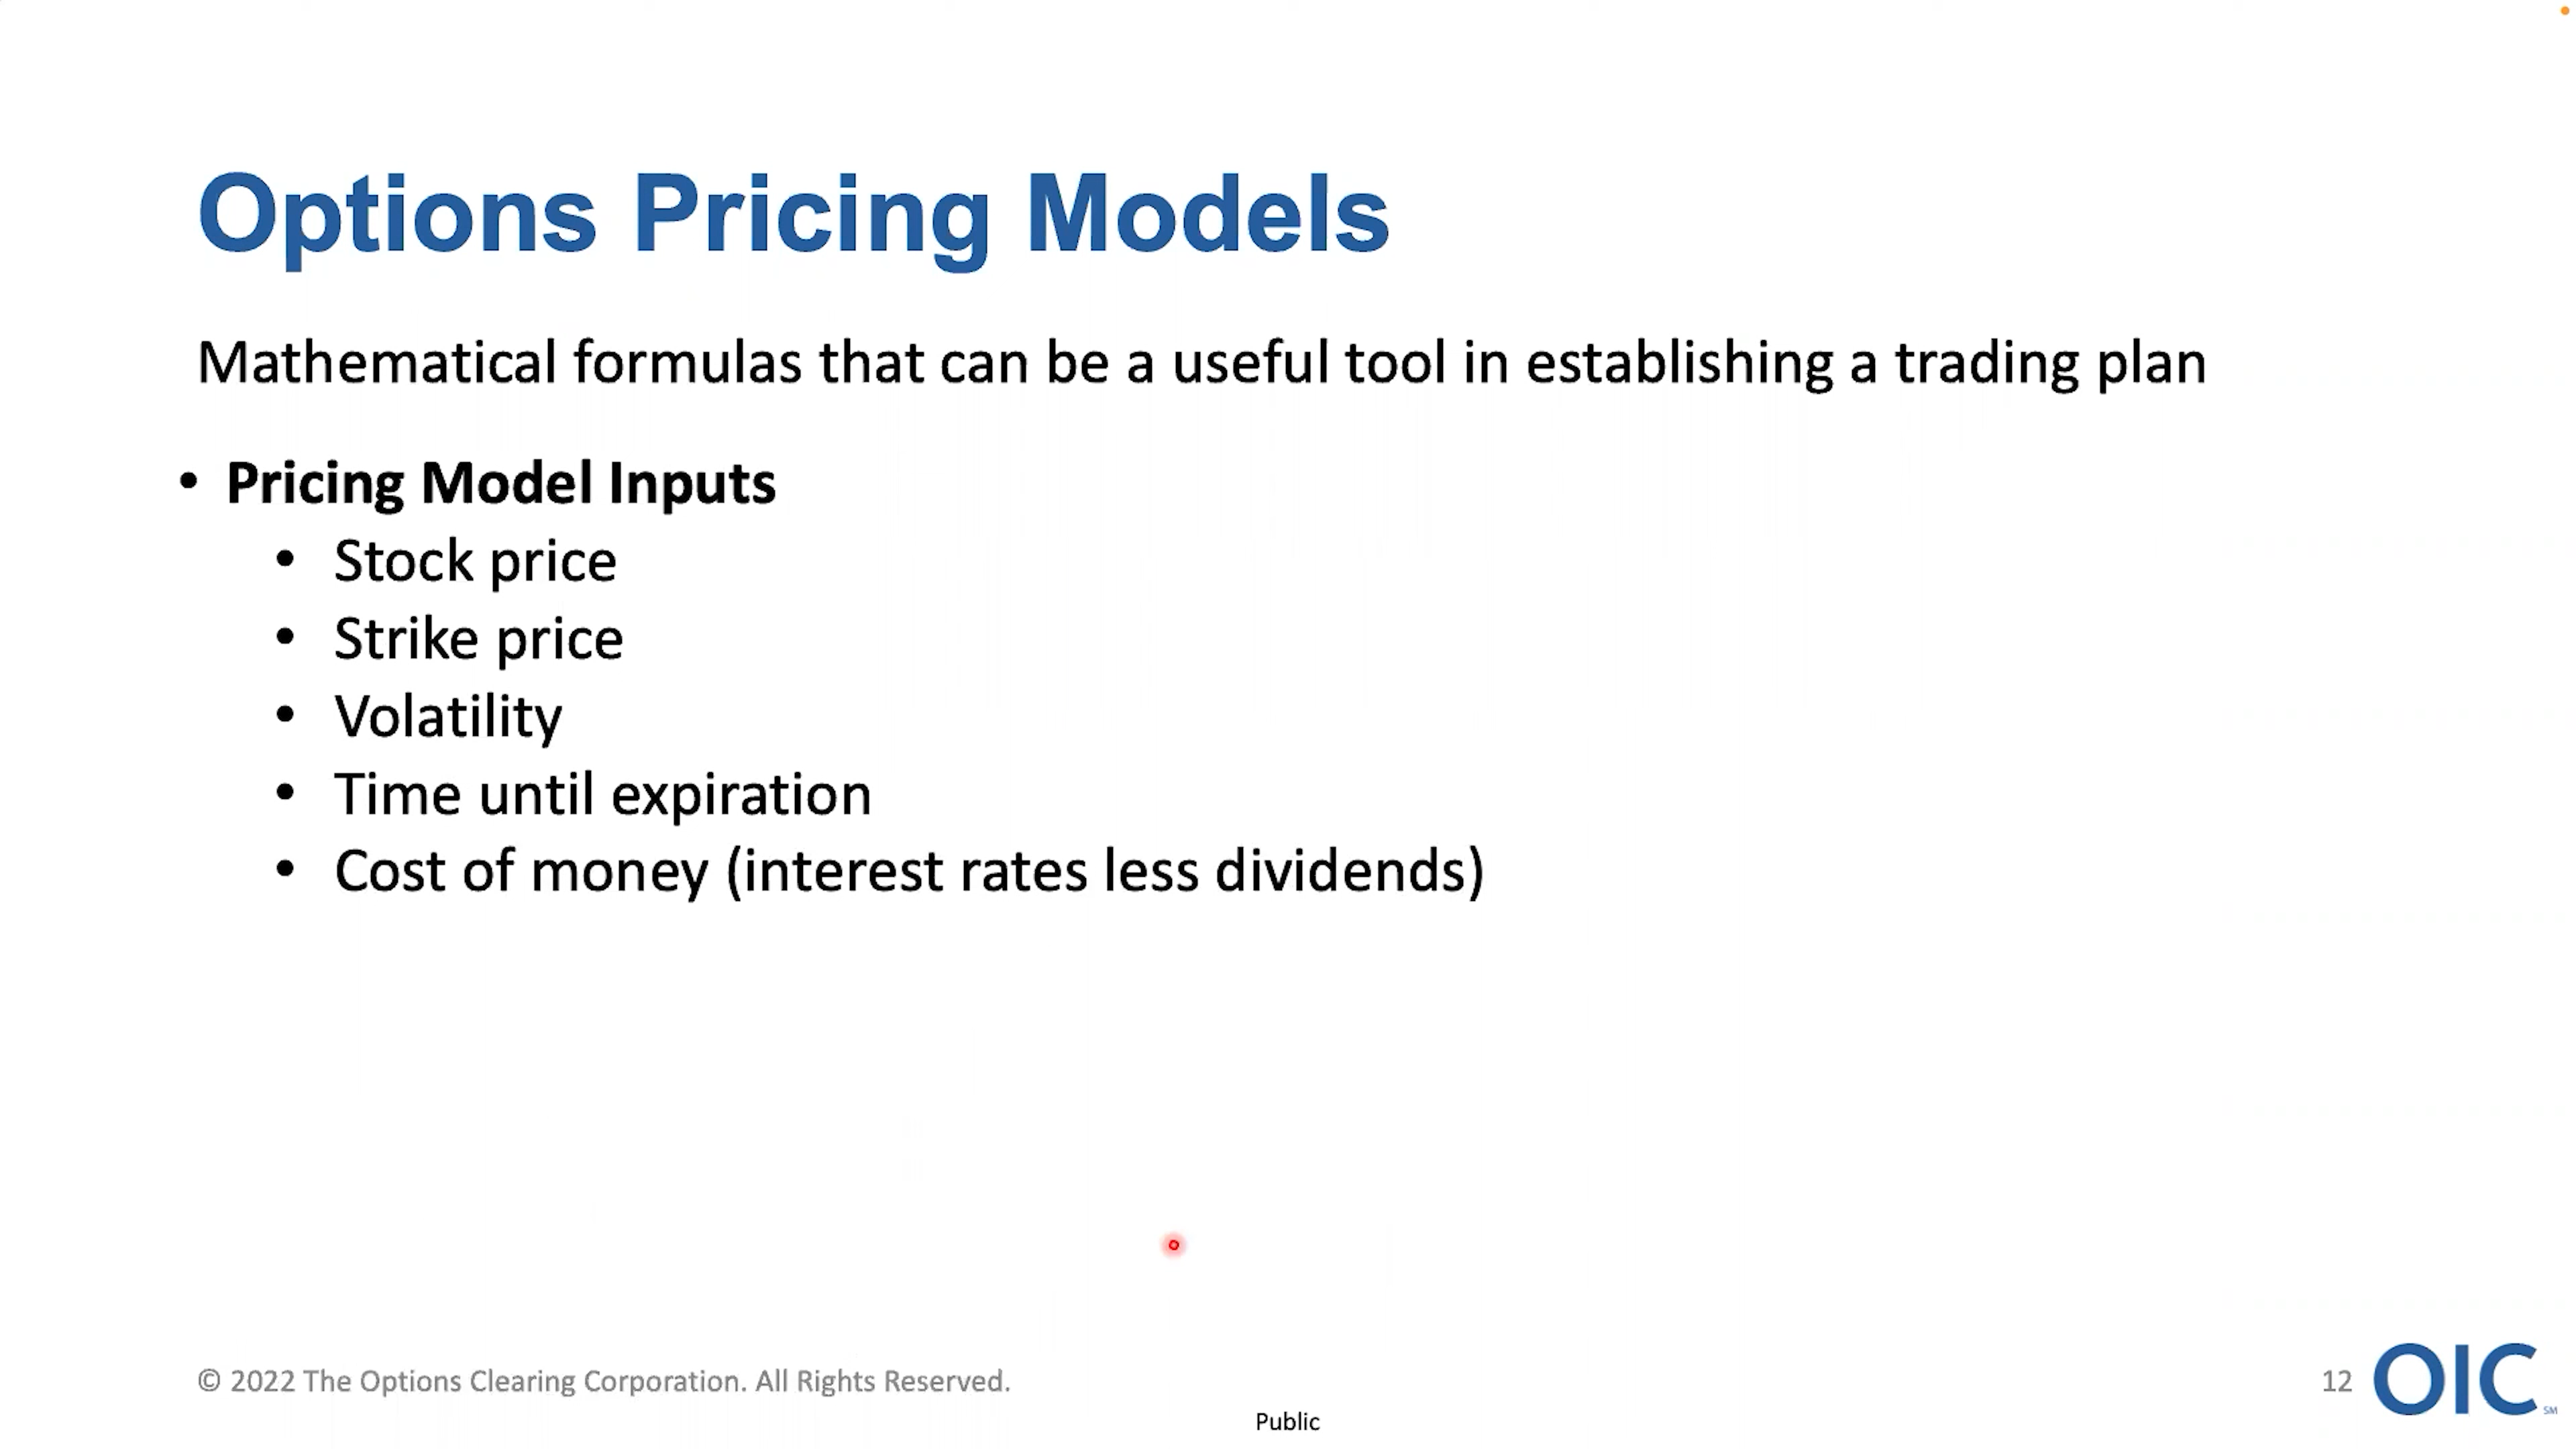 Options Pricing Models
Mathematical formulas that can be a useful tool in establishing a trading plan
• Pricing Model Inputs
• Stock price
• Strike price
• Volatility
• Time until expiration
• Cost of money (interest rates less dividends)
© 2022 The Options Clearing Corporation. All Rights Reserved.
12
OIC SM
Public